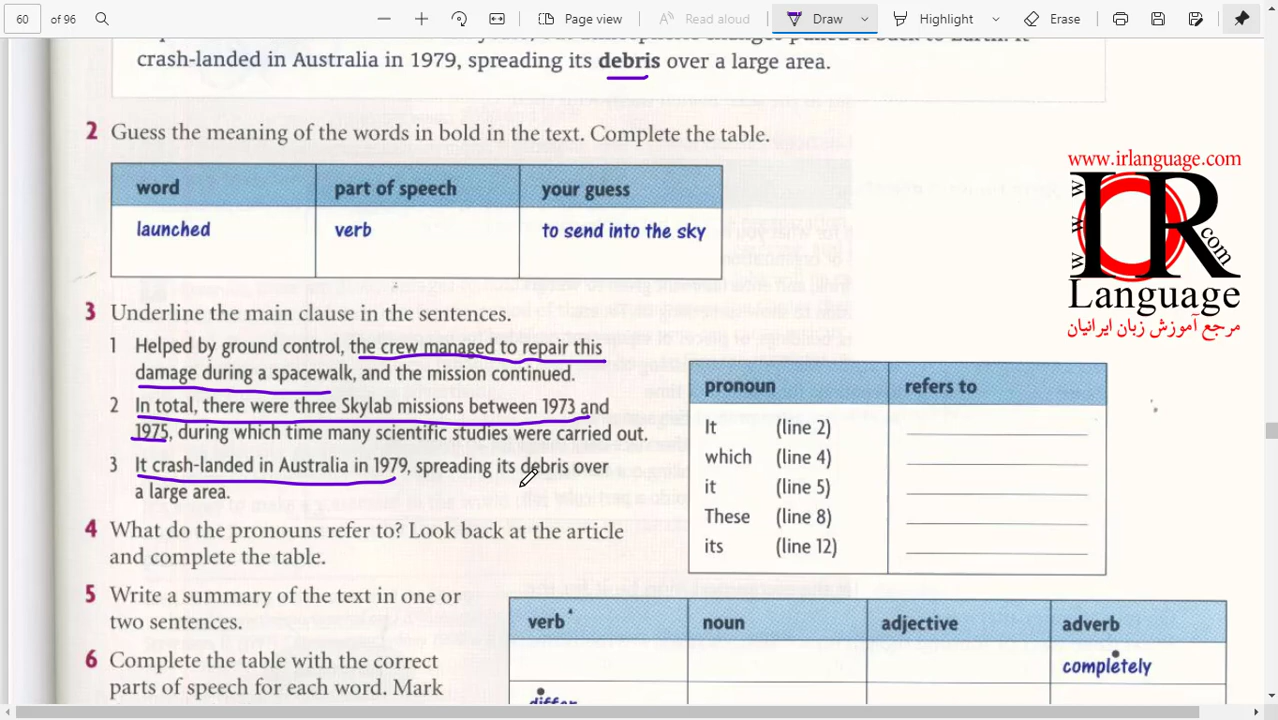 60 of 96 Page view Read aloud Draw Highlight Erase
crash-landed in Australia in 1979, spreading its debris over a large area.
2 Guess the meaning of the words in bold in the text. Complete the table.
word part of speech your guess
launched verb to send into the sky
www.irlanguage.com
www
IR
com
Language
مرجع آموزش زبان ایرانیان
3 Underline the main clause in the sentences.
1 Helped by ground control, the crew managed to repair this
damage during a spacewalk, and the mission continued.
2 In total, there were three Skylab missions between 1973 and
1975, during which time many scientific studies were carried out.
3 It crash-landed in Australia in 1979, spreading its debris over
a large area.
pronoun refers to
It (line 2)
which (line 4)
it (line 5)
These (line 8)
its (line 12)
4 What do the pronouns refer to? Look back at the article
and complete the table.
5 Write a summary of the text in one or
two sentences.
6 Complete the table with the correct
parts of speech for each word. Mark
verb noun adjective adverb
completely
differ